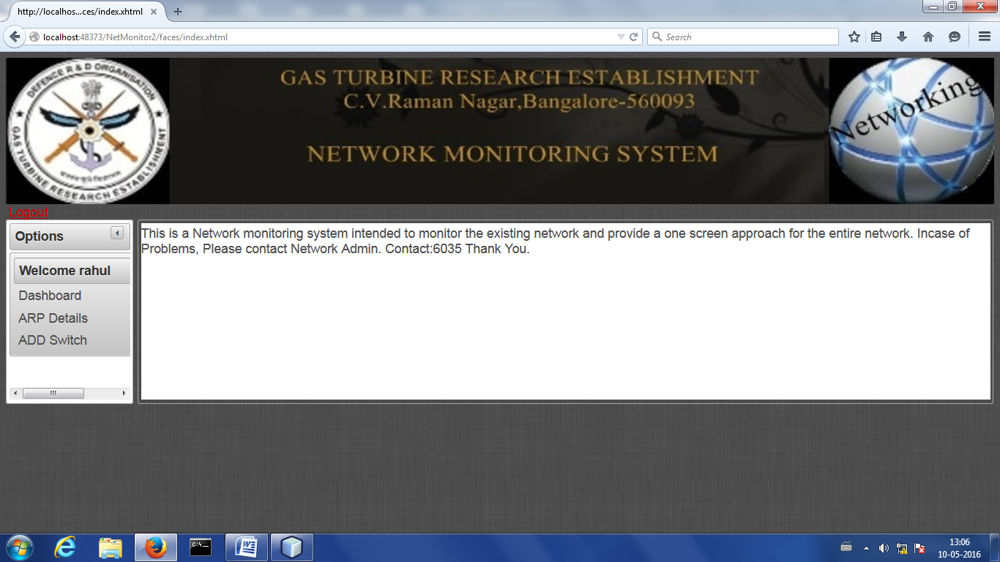 http://localhos...ces/index.xhtml
localhost:48373/NetMonitor2/faces/index.xhtml
Search
DEFENCE R & D ORGANISATION
GAS TURBINE RESEARCH ESTABLISHMENT
GAS TURBINE RESEARCH ESTABLISHMENT
C.V.Raman Nagar,Bangalore-560093
NETWORK MONITORING SYSTEM
Networking
Logout
Options
Welcome rahul
Dashboard
ARP Details
ADD Switch
This is a Network monitoring system intended to monitor the existing network and provide a one screen approach for the entire network. Incase of
Problems, Please contact Network Admin. Contact:6035 Thank You.
C:\_
13:06
10-05-2016